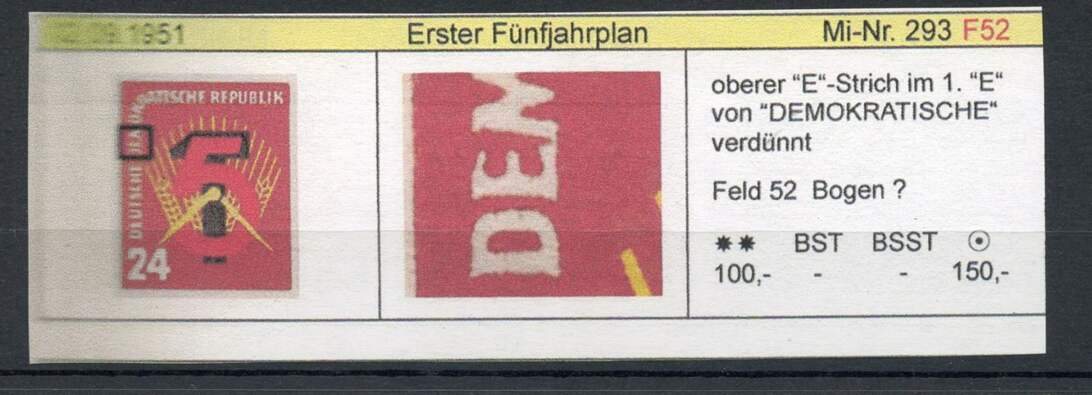 1951
Erster Fünfjahrplan
Mi-Nr. 293 F52
DEUTSCHE
REPUBLIK
5
24
DEM
oberer “E“-Strich im 1. “E“
von “DEMOKRATISCHE“
verdünnt
Feld 52 Bogen ?
✷✷ BST BSST ⊙
100,- - - 150,-